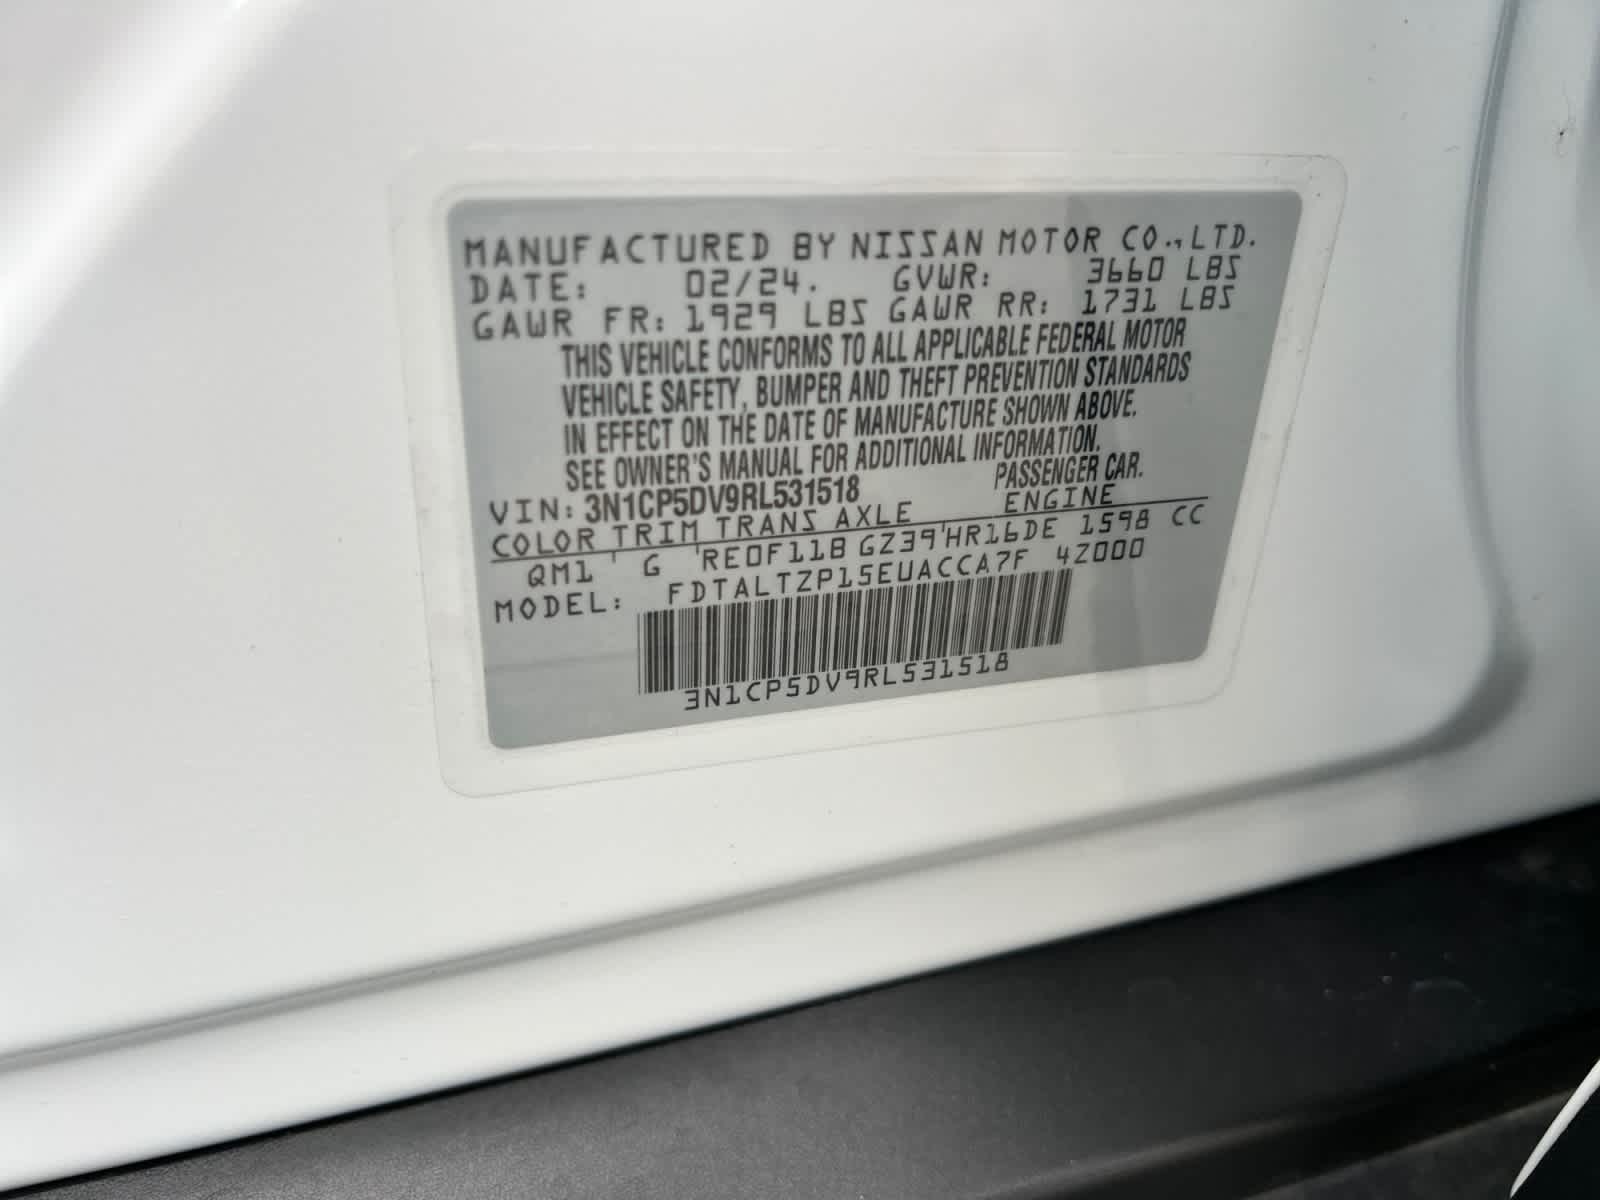 MANUFACTURED BY NISSAN MOTOR CO.,LTD.
DATE: 02/24. GVWR: 3660 LBS
GAWR FR: 1929 LBS GAWR RR: 1731 LBS
THIS VEHICLE CONFORMS TO ALL APPLICABLE FEDERAL MOTOR
VEHICLE SAFETY, BUMPER AND THEFT PREVENTION STANDARDS
IN EFFECT ON THE DATE OF MANUFACTURE SHOWN ABOVE.
SEE OWNER'S MANUAL FOR ADDITIONAL INFORMATION.
VIN: 3N1CP5DV9RL531518 PASSENGER CAR.
COLOR TRIM TRANS AXLE ENGINE
QM1 ' G ' RE0F11B GZ39 ' HR16DE 1598 CC
MODEL: FDTALTZP15EUACCA7F 4Z000
3N1CP5DV9RL531518